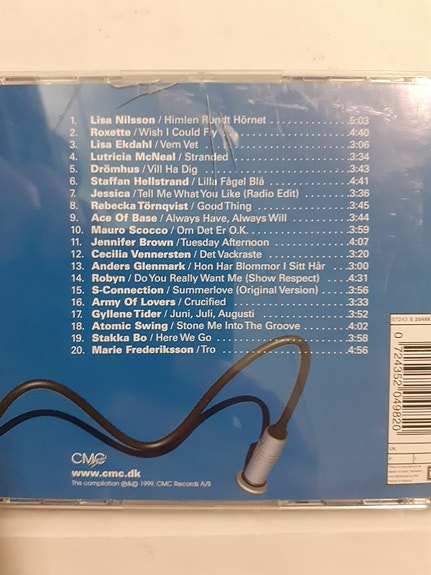 1. Lisa Nilsson / Himlen Rundt Hörnet 5:03
2. Roxette / Wish I Could Fly 4:40
3. Lisa Ekdahl / Vem Vet 3:06
4. Lutricia McNeal / Stranded 3:34
5. Drömhus / Vill Ha Dig 3:43
6. Staffan Hellstrand / Lilla Fågel Blå 4:41
7. Jessica / Tell Me What You Like (Radio Edit) 3:36
8. Rebecka Törnqvist / Good Thing 3:45
9. Ace Of Base / Always Have, Always Will 3:44
10. Mauro Scocco / Om Det Er O.K. 3:59
11. Jennifer Brown / Tuesday Afternoon 4:07
12. Cecilia Vennersten / Det Vackraste 3:20
13. Anders Glenmark / Hon Har Blommor I Sitt Hår 3:00
14. Robyn / Do You Really Want Me (Show Respect) 4:31
15. S-Connection / Summerlove (Original Version) 3:56
16. Army Of Lovers / Crucified 3:33
17. Gyllene Tider / Juni, Juli, Augusti 3:52
18. Atomic Swing / Stone Me Into The Groove 4:02
19. Stakka Bo / Here We Go 3:58
20. Marie Frederiksson / Tro 4:56
CMC
www.cmc.dk
This compilation ℗&© 1999. CMC Records A/S
0 724352 049820
UK: